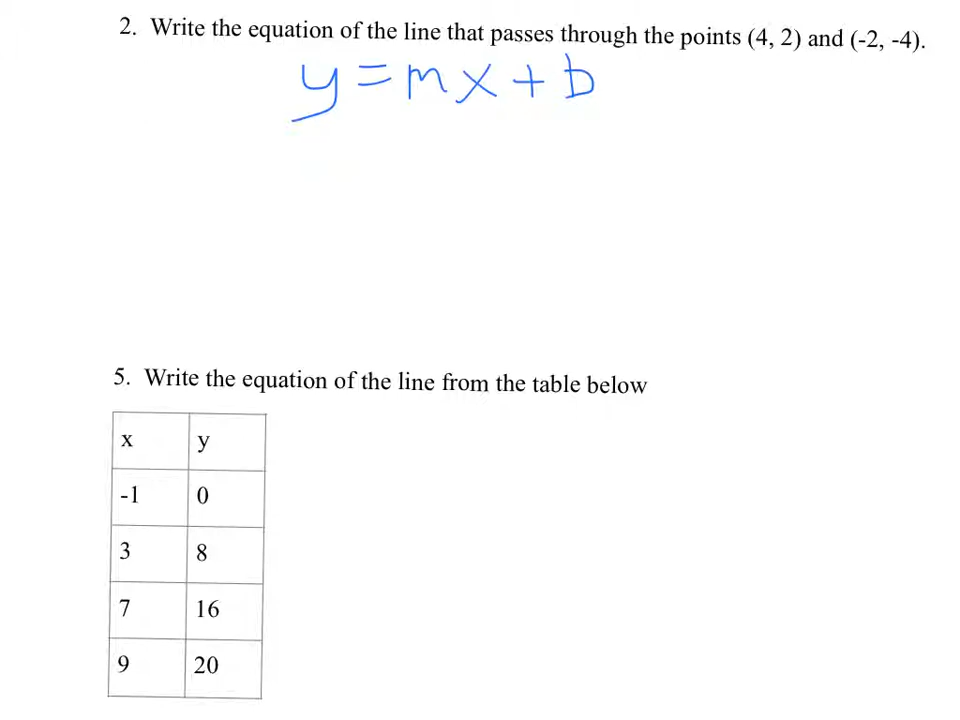 2. Write the equation of the line that passes through the points (4, 2) and (-2, -4).
y = mx + b
5. Write the equation of the line from the table below
x y
-1 0
3 8
7 16
9 20